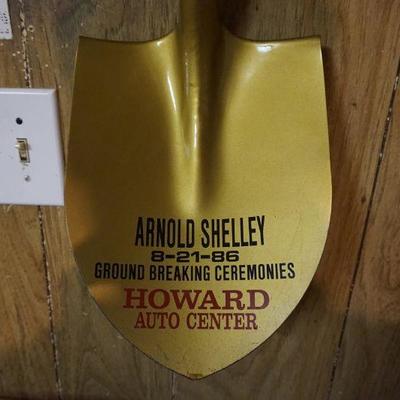 ARNOLD SHELLEY
8-21-86
GROUND BREAKING CEREMONIES
HOWARD
AUTO CENTER